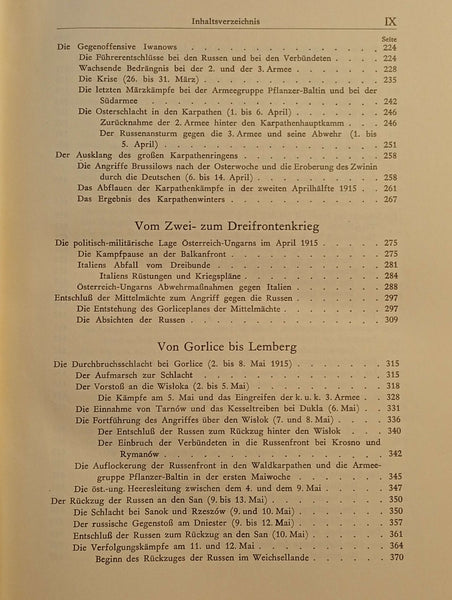 Inhaltsverzeichnis IX
Seite
Die Gegenoffensive Iwanows . . . . . . . . . . . . . 224
Die Führerentschlüsse bei den Russen und bei den Verbündeten . . 224
Wachsende Bedrängnis bei der 2. und der 3. Armee . . . . . . 228
Die Krise (26. bis 31. März) . . . . . . . . . . . . . 235
Die letzten Märzkämpfe bei der Armeegruppe Pflanzer-Baltin und bei der
Südarmee . . . . . . . . . . . . . . . 242
Die Osterschlacht in den Karpathen (1. bis 6. April) . . . . . . 246
Zurücknahme der 2. Armee hinter den Karpathenhauptkamm . . . 246
Der Russenansturm gegen die 3. Armee und seine Abwehr (1. bis
5. April) . . . . . . . . . . . . . . . 251
Der Ausklang des großen Karpathenringens . . . . . . . . . 258
Die Angriffe Brussilows nach der Osterwoche und die Eroberung des Zwinin
durch die Deutschen (6. bis 14. April) . . . . . . . . . 258
Das Abflauen der Karpathenkämpfe in der zweiten Aprilhälfte 1915 . . 261
Das Ergebnis des Karpathenwinters . . . . . . . . . . . 267
Vom Zwei- zum Dreifrontenkrieg
Die politisch-militärische Lage Österreich-Ungarns im April 1915 . . . . . 275
Die Kampfpause an der Balkanfront . . . . . . . . . . 275
Italiens Abfall vom Dreibunde . . . . . . . . . . . . 281
Italiens Rüstungen und Kriegspläne . . . . . . . . . 284
Österreich-Ungarns Abwehrmaßnahmen gegen Italien . . . . . . 288
Entschluß der Mittelmächte zum Angriff gegen die Russen . . . . . . 297
Die Entstehung des Gorliceplanes der Mittelmächte . . . . . . 297
Die Absichten der Russen . . . . . . . . . . . . . 309
Von Gorlice bis Lemberg
Die Durchbruchsschlacht bei Gorlice (2. bis 8. Mai 1915) . . . . . . . 315
Der Aufmarsch zur Schlacht . . . . . . . . . . . . 315
Der Vorstoß an die Wisłoka (2. bis 5. Mai) . . . . . . . . 318
Die Kämpfe am 5. Mai und das Eingreifen der k. u. k. 3. Armee . . 328
Die Einnahme von Tarnów und das Kesseltreiben bei Dukla (6. Mai) . . 331
Die Fortführung des Angriffes über den Wisłok (7. und 8. Mai) . . . 336
Der Entschluß der Russen zum Rückzug hinter den Wisłok . . . 340
Der Einbruch der Verbündeten in die Russenfront bei Krosno und
Rymanów . . . . . . . . . . . . . . . 342
Die Auflockerung der Russenfront in den Waldkarpathen und die Armee-
gruppe Pflanzer-Baltin in der ersten Maiwoche . . . . . . 345
Die öst.-ung. Heeresleitung zwischen dem 4. und dem 9. Mai . . . . 347
Der Rückzug der Russen an den San (9. bis 13. Mai) . . . . . . . 350
Die Schlacht bei Sanok und Rzeszów (9. und 10. Mai) . . . . . . 350
Der russische Gegenstoß am Dniester (9. bis 12. Mai) . . . . . . 357
Entschluß der Russen zum Rückzug an den San (10. Mai) . . . . . 361
Die Verfolgungskämpfe am 11. und 12. Mai . . . . . . . . 364
Beginn des Rückzuges der Russen im Weichsellande . . . . . 370